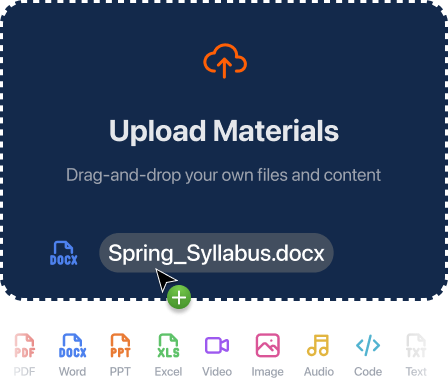 Upload Materials
Drag-and-drop your own files and content
DOCX Spring_Syllabus.docx
PDF DOCX PPT XLS TXT
PDF Word PPT Excel Video Image Audio Code Text